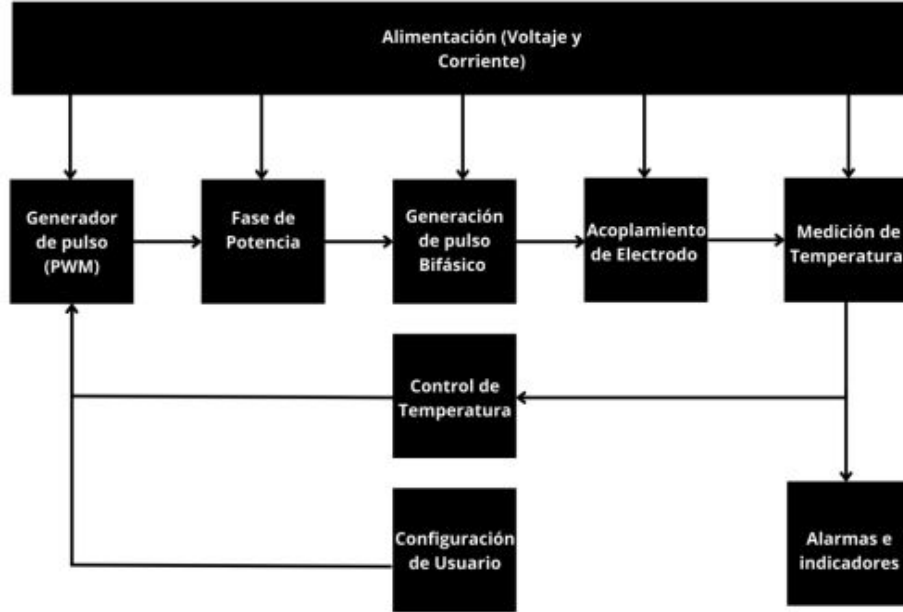 Alimentación (Voltaje y
Corriente)
Generador
de pulso
(PWM)
Fase de
Potencia
Generación
de pulso
Bifásico
Acoplamiento
de Electrodo
Medición de
Temperatura
Control de
Temperatura
Configuración
de Usuario
Alarmas e
indicadores